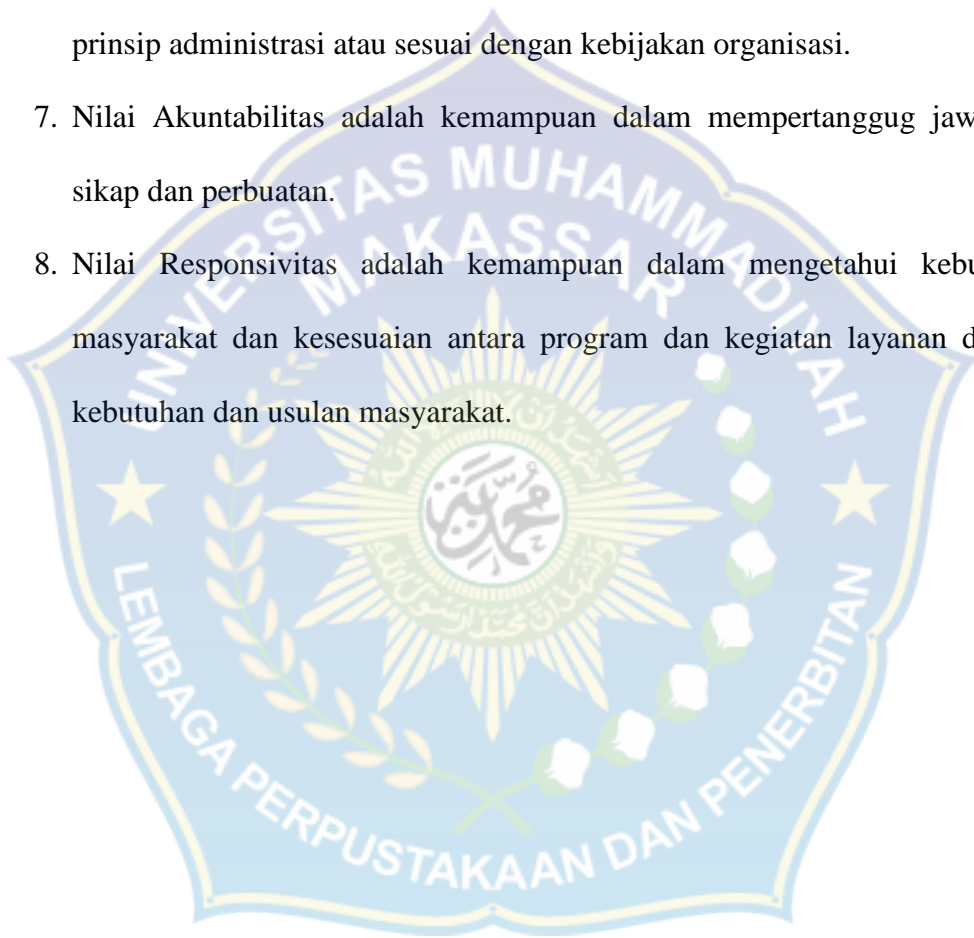 prinsip administrasi atau sesuai dengan kebijakan organisasi.
7. Nilai Akuntabilitas adalah kemampuan dalam mempertanggug jaw
sikap dan perbuatan.
8. Nilai Responsivitas adalah kemampuan dalam mengetahui kebu
masyarakat dan kesesuaian antara program dan kegiatan layanan d
kebutuhan dan usulan masyarakat.
UNIVERSITAS MUHAMMADIYAH
MAKASSAR
LEMBAGA PERPUSTAKAAN DAN PENERBITAN